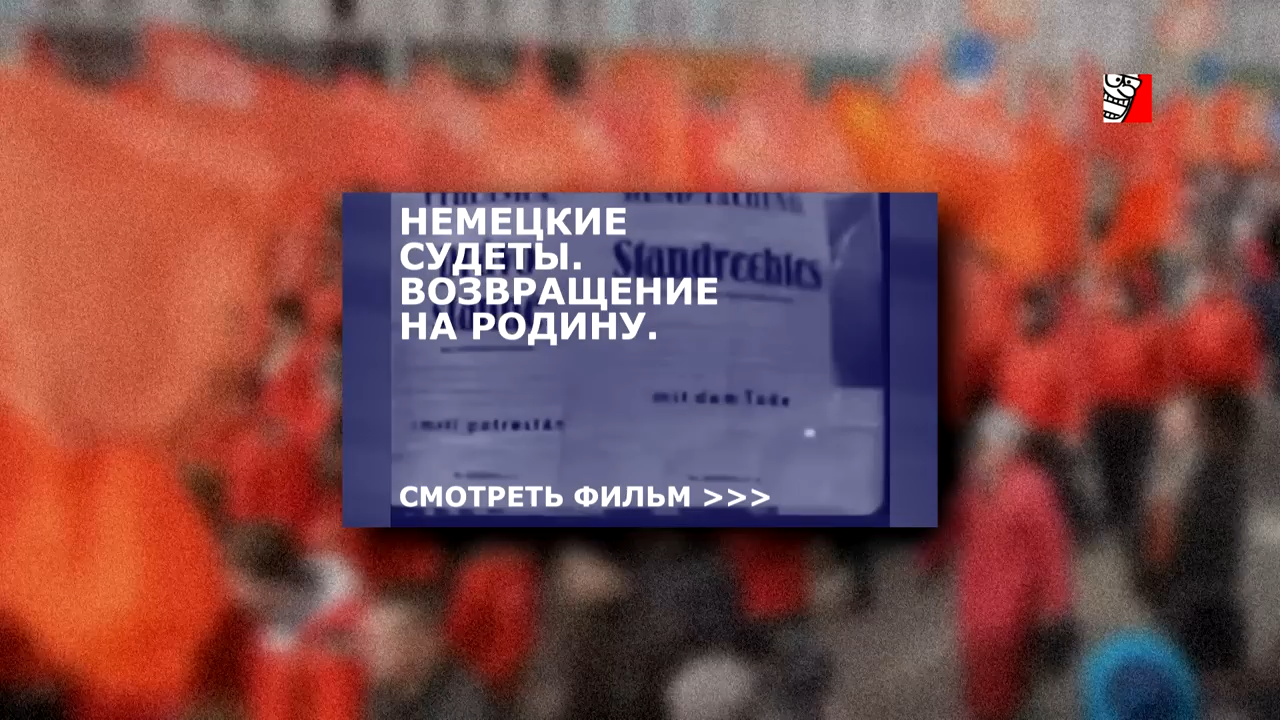 НЕМЕЦКИЕ
СУДЕТЫ.
ВОЗВРАЩЕНИЕ
НА РОДИНУ.
Standrechtes
mit dem Tode
СМОТРЕТЬ ФИЛЬМ >>>